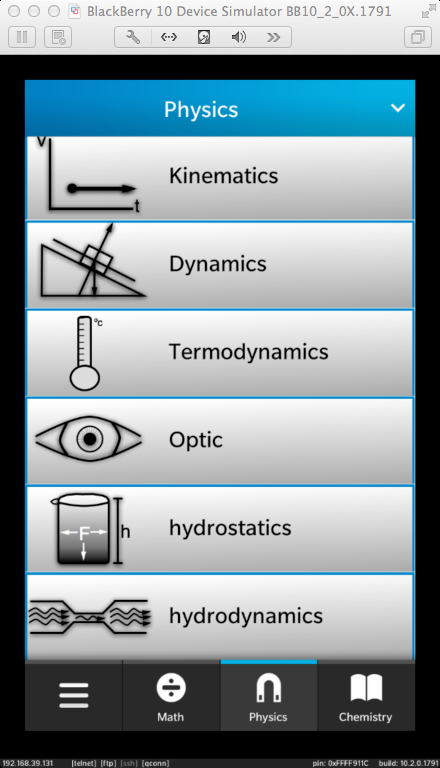 BlackBerry 10 Device Simulator BB10_2_0X.1791
Physics
V
t
Kinematics
Dynamics
°C
Termodynamics
Optic
F
h
hydrostatics
hydrodynamics
Math
Physics
Chemistry
192.168.39.131 [telnet] [ftp] [ssh] [qconn] pin: 0xFFFF911C build: 10.2.0.1791